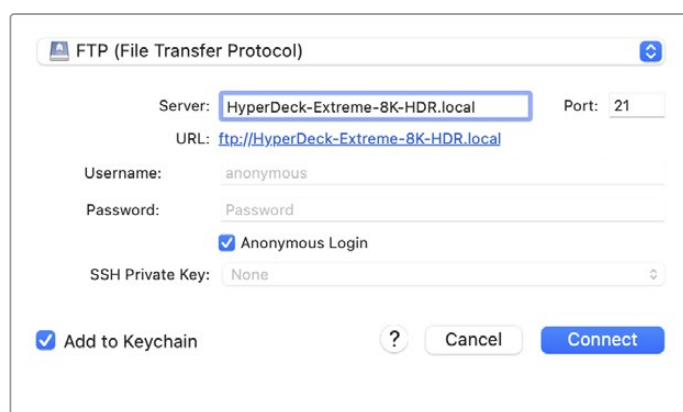 FTP (File Transfer Protocol)
Server: HyperDeck-Extreme-8K-HDR.local Port: 21
URL: ftp://HyperDeck-Extreme-8K-HDR.local
Username: anonymous
Password: Password
Anonymous Login
SSH Private Key: None
Add to Keychain ? Cancel Connect